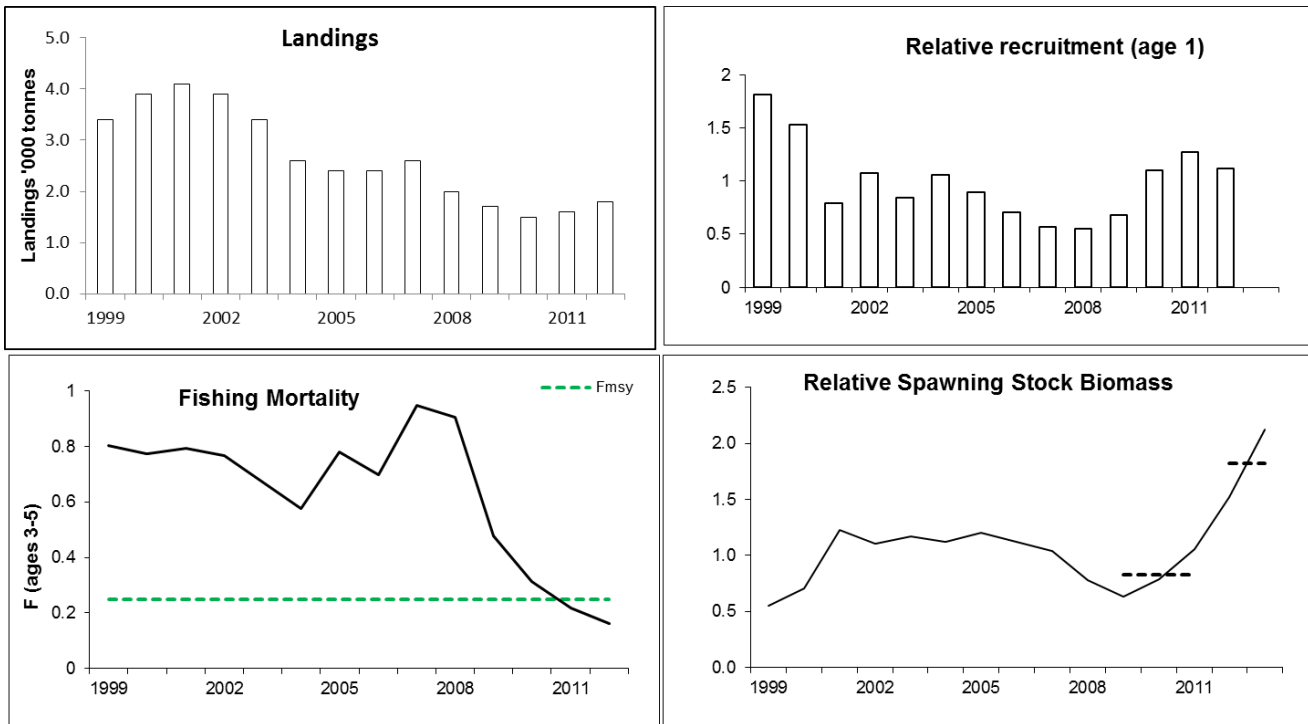 Landings
Landings '000 tonnes
5.0
4.0
3.0
2.0
1.0
0.0
1999 2002 2005 2008 2011
Relative recruitment (age 1)
2
1.5
1
0.5
0
1999 2002 2005 2008 2011
Fishing Mortality
Fmsy
F (ages 3-5)
1
0.8
0.6
0.4
0.2
0
1999 2002 2005 2008 2011
Relative Spawning Stock Biomass
2.5
2.0
1.5
1.0
0.5
0.0
1999 2002 2005 2008 2011